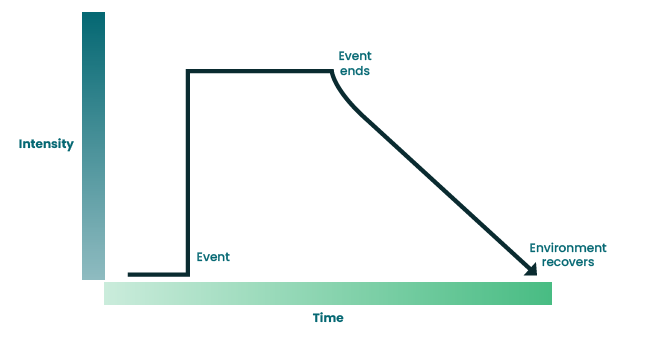 Event
ends
Intensity
Event
Environment
recovers
Time